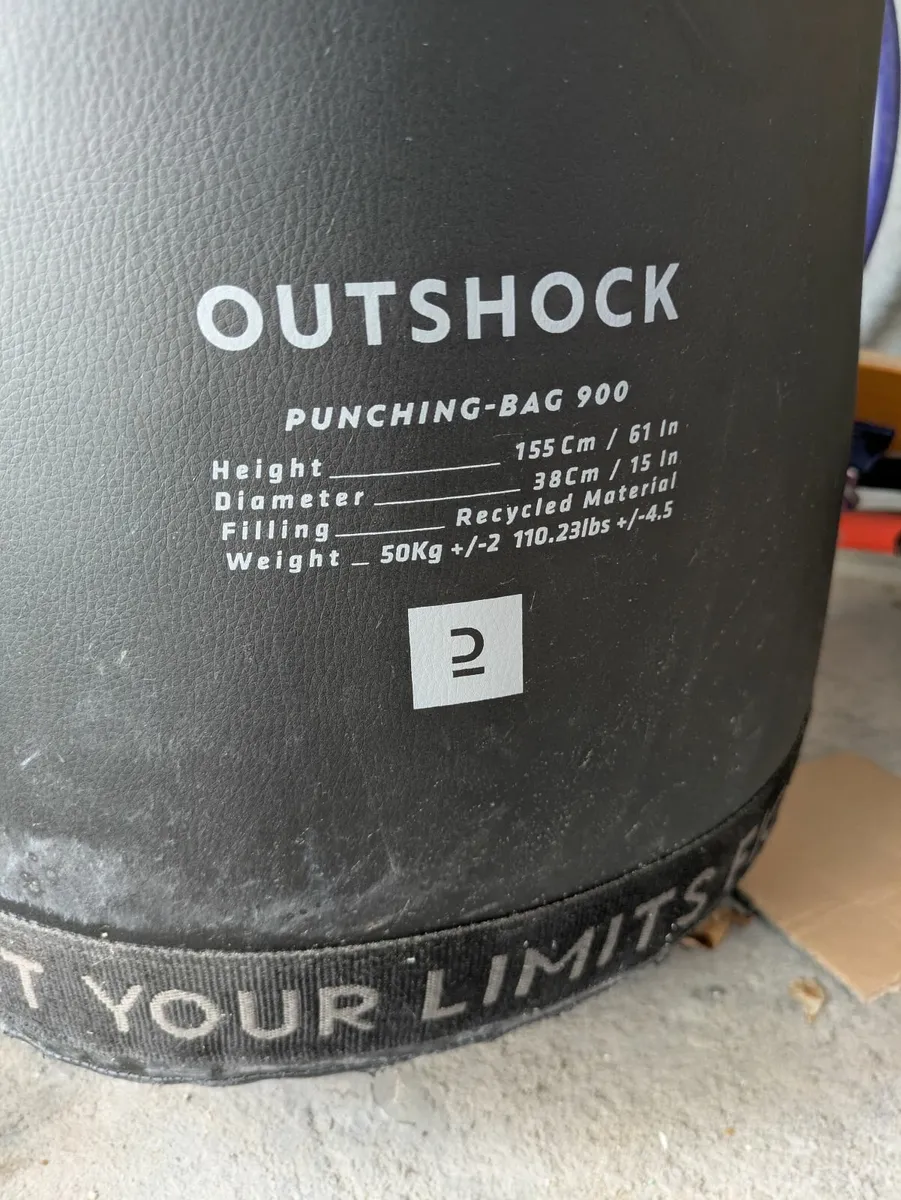 OUTSHOCK
PUNCHING-BAG 900
Height 155 Cm / 61 In
Diameter 38Cm / 15 In
Filling Recycled Material
Weight 50Kg +/-2 110.23lbs +/-4.5
YOUR LIMITS